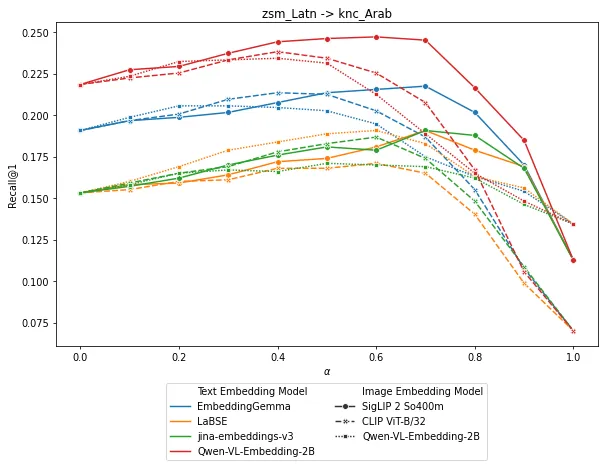 zsm_Latn -> knc_Arab
Recall@1
0.250
0.225
0.200
0.175
0.150
0.125
0.100
0.075
0.0 0.2 0.4 0.6 0.8 1.0
α
Text Embedding Model Image Embedding Model
EmbeddingGemma SigLIP 2 So400m
LaBSE CLIP ViT-B/32
jina-embeddings-v3 Qwen-VL-Embedding-2B
Qwen-VL-Embedding-2B